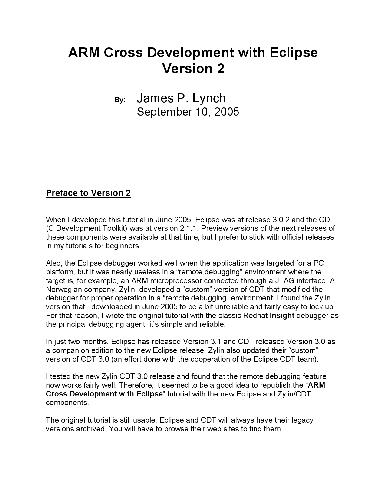 ARM Cross Development with Eclipse
Version 2
By: James P. Lynch
September 10, 2005
Preface to Version 2
When I developed this tutorial in June 2005, Eclipse was at release 3.0.2 and the CDT
(C Development Toolkit) was at version 2.1.1. Preview versions of the next releases of
these components were available at that time, but I prefer to stick with official releases
in my tutorials for beginners.
Also, the Eclipse debugger worked well when the application was targeted for a PC
platform, but it was nearly useless in a "remote debugging" environment where the
target is, for example, an ARM microprocessor connected through a JTAG interface. A
Norwegian company, Zylin, developed a "custom" version of CDT that modified the
debugger for proper operation in a "remote debugging" environment. I found the Zylin
version that I downloaded in June 2005 to be a bit unreliable and fairly easy to lock up.
For that reason, I wrote the original tutorial with the classic Redhat Insight debugger as
the principal debugging agent; it's simple and reliable.
In just two months, Eclipse has released Version 3.1 and CDT released Version 3.0 as
a companion edition to the new Eclipse release. Zylin also updated their "custom"
version of CDT 3.0 (an effort done with the cooperation of the Eclipse CDT team).
I tested the new Zylin CDT 3.0 release and found that the remote debugging feature
now works fairly well. Therefore, it seemed to be a good idea to republish the "ARM
Cross Development with Eclipse" tutorial with the new Eclipse and Zylin/CDT
components.
The original tutorial is still usable; Eclipse and CDT will always have their legacy
versions archived. You will have to browse their web sites to find them.